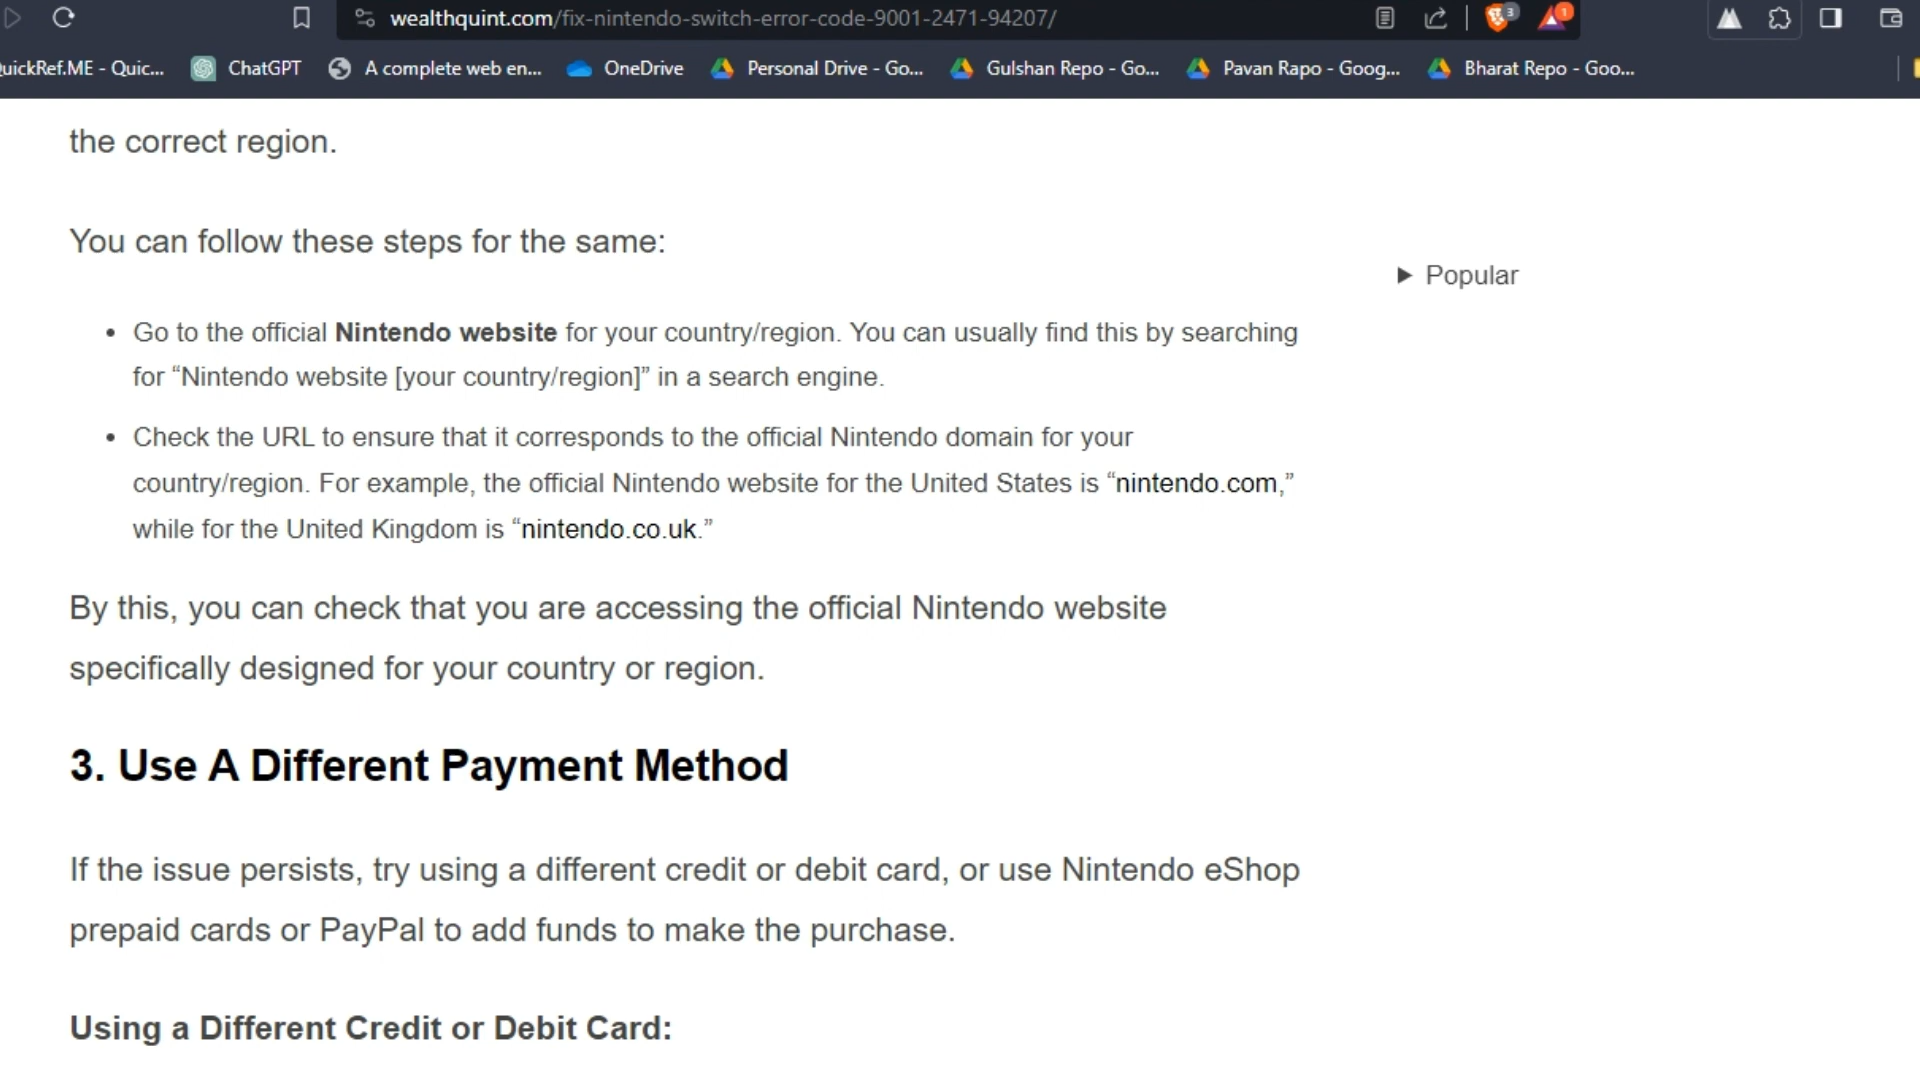 wealthquint.com/fix-nintendo-switch-error-code-9001-2471-94207/
3
1
uickRef.ME - Quic...
ChatGPT
A complete web en...
OneDrive
Personal Drive - Go...
Gulshan Repo - Go...
Pavan Rapo - Goog...
Bharat Repo - Goo...
the correct region.
You can follow these steps for the same:
▶ Popular
• Go to the official Nintendo website for your country/region. You can usually find this by searching
for “Nintendo website [your country/region]” in a search engine.
• Check the URL to ensure that it corresponds to the official Nintendo domain for your
country/region. For example, the official Nintendo website for the United States is “nintendo.com,”
while for the United Kingdom is “nintendo.co.uk.”
By this, you can check that you are accessing the official Nintendo website
specifically designed for your country or region.
3. Use A Different Payment Method
If the issue persists, try using a different credit or debit card, or use Nintendo eShop
prepaid cards or PayPal to add funds to make the purchase.
Using a Different Credit or Debit Card: